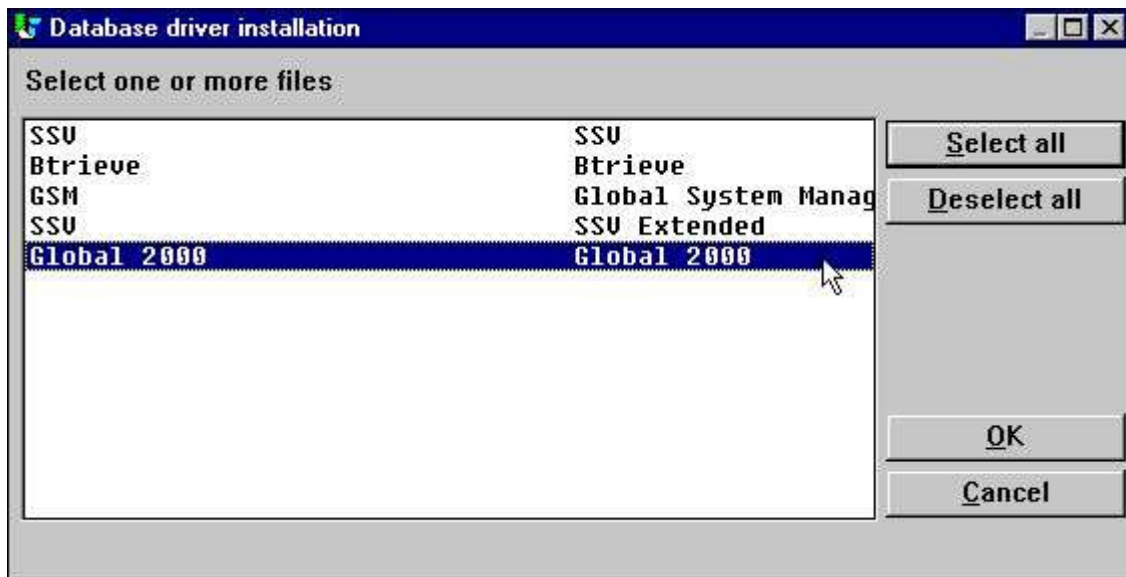 Database driver installation
Select one or more files
SSV SSV
Btrieve Btrieve
GSM Global System Manag
SSV SSV Extended
Global 2000 Global 2000
Select all
Deselect all
OK
Cancel